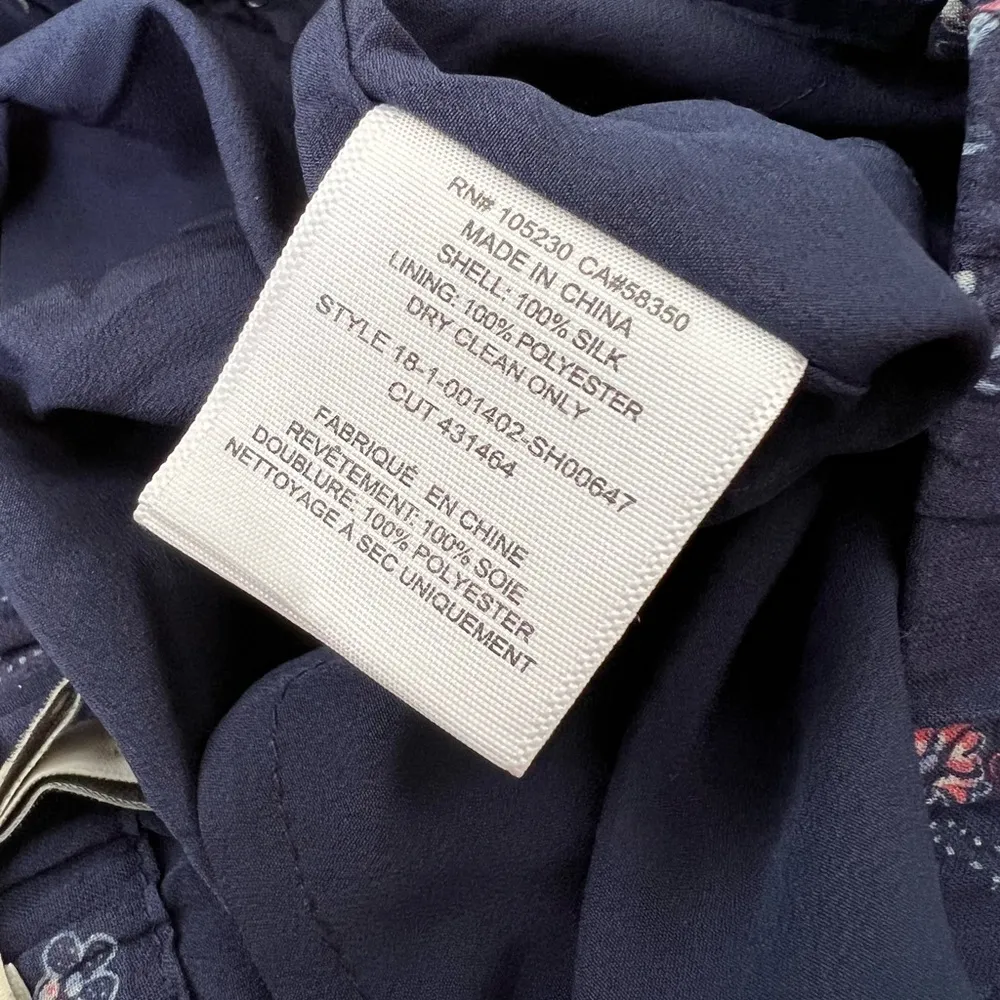 RN# 105230 CA#58350
MADE IN CHINA
SHELL: 100% SILK
LINING: 100% POLYESTER
DRY CLEAN ONLY
STYLE 18-1-001402-SH00647
CUT 431464
FABRIQUÉ EN CHINE
REVÊTEMENT: 100% SOIE
DOUBLURE: 100% POLYESTER
NETTOYAGE À SEC UNIQUEMENT